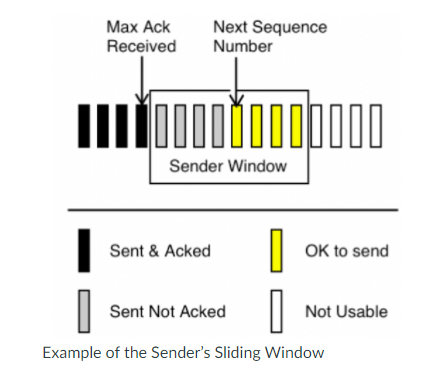 Max Ack
Received
Next Sequence
Number
Sender Window
Sent & Acked
OK to send
Sent Not Acked
Not Usable
Example of the Sender’s Sliding Window